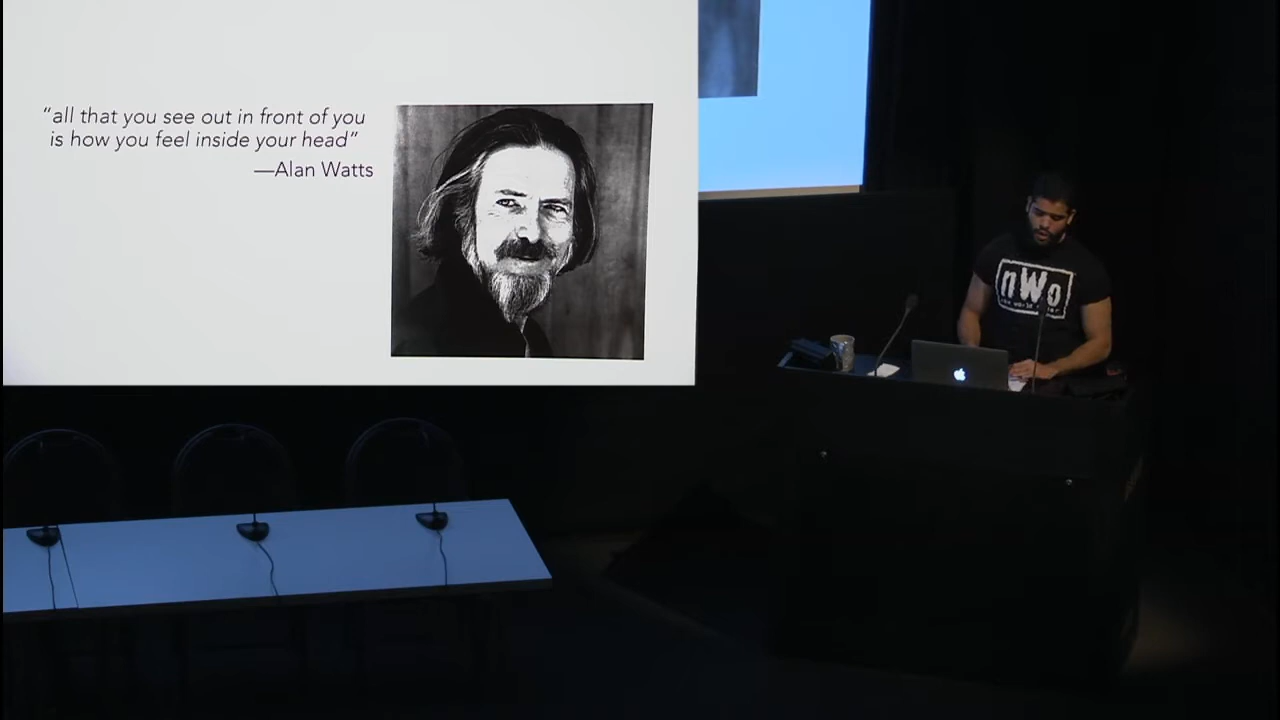 “all that you see out in front of you
is how you feel inside your head”
—Alan Watts
nWo